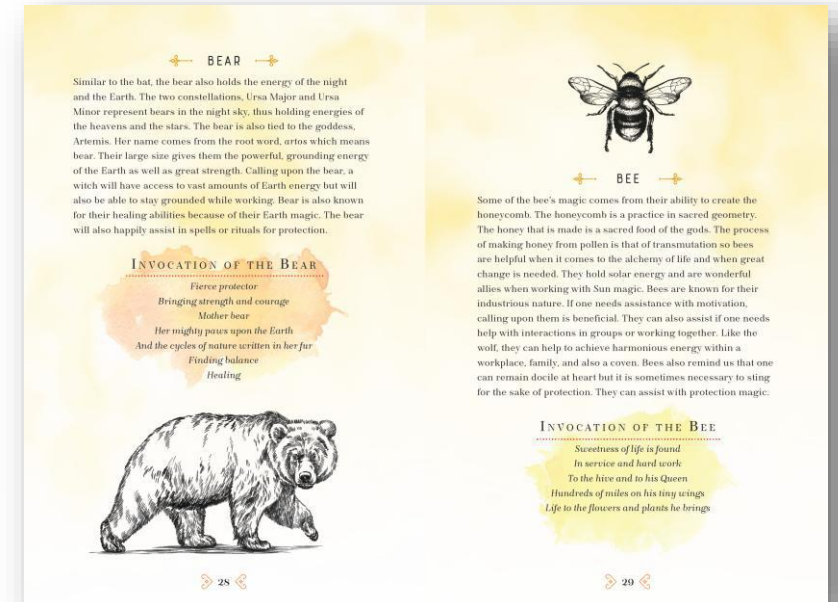 BEAR
Similar to the bat, the bear also holds the energy of the night
and the Earth. The two constellations, Ursa Major and Ursa
Minor represent bears in the night sky, thus holding energies of
the heavens and the stars. The bear is also tied to the goddess,
Artemis. Her name comes from the root word, artos which means
bear. Their large size gives them the powerful, grounding energy
of the Earth as well as great strength. Calling upon the bear, a
witch will have access to vast amounts of Earth energy but will
also be able to stay grounded while working. Bear is also known
for their healing abilities because of their Earth magic. The bear
will also happily assist in spells or rituals for protection.
INVOCATION OF THE BEAR
Fierce protector
Bringing strength and courage
Mother bear
Her mighty paws upon the Earth
And the cycles of nature written in her fur
Finding balance
Healing
28
BEE
Some of the bee's magic comes from their ability to create the
honeycomb. The honeycomb is a practice in sacred geometry.
The honey that is made is a sacred food of the gods. The process
of making honey from pollen is that of transmutation so bees
are helpful when it comes to the alchemy of life and when great
change is needed. They hold solar energy and are wonderful
allies when working with Sun magic. Bees are known for their
industrious nature. If one needs assistance with motivation,
calling upon them is beneficial. They can also assist if one needs
help with interactions in groups or working together. Like the
wolf, they can help to achieve harmonious energy within a
workplace, family, and also a coven. Bees also remind us that one
can remain docile at heart but it is sometimes necessary to sting
for the sake of protection. They can assist with protection magic.
INVOCATION OF THE BEE
Sweetness of life is found
In service and hard work
To the hive and to his Queen
Hundreds of miles on his tiny wings
Life to the flowers and plants he brings
29